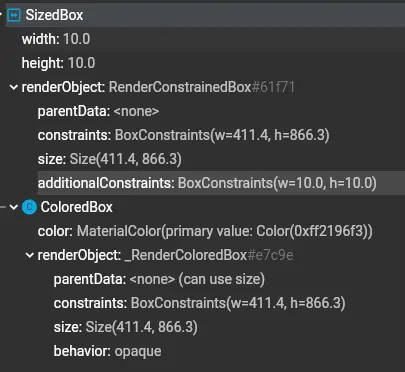 SizedBox
width: 10.0
height: 10.0
renderObject: RenderConstrainedBox#61f71
parentData: <none>
constraints: BoxConstraints(w=411.4, h=866.3)
size: Size(411.4, 866.3)
additionalConstraints: BoxConstraints(w=10.0, h=10.0)
C ColoredBox
color: MaterialColor(primary value: Color(0xff2196f3))
renderObject: _RenderColoredBox#e7c9e
parentData: <none> (can use size)
constraints: BoxConstraints(w=411.4, h=866.3)
size: Size(411.4, 866.3)
behavior: opaque